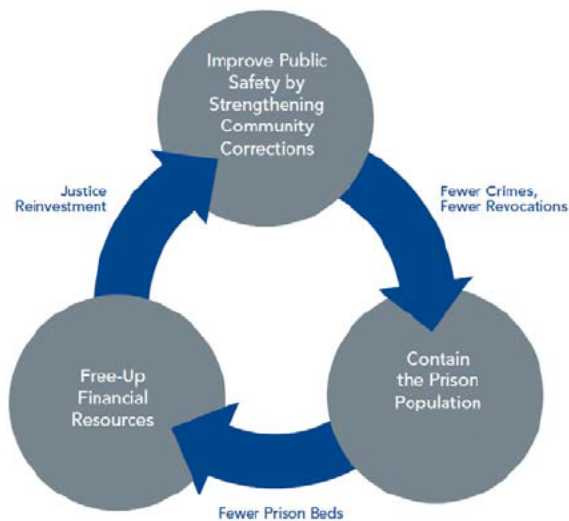 Improve Public
Safety by
Strengthening
Community
Corrections
Justice
Reinvestment
Fewer Crimes,
Fewer Revocations
Contain
the Prison
Population
Free-Up
Financial
Resources
Fewer Prison Beds